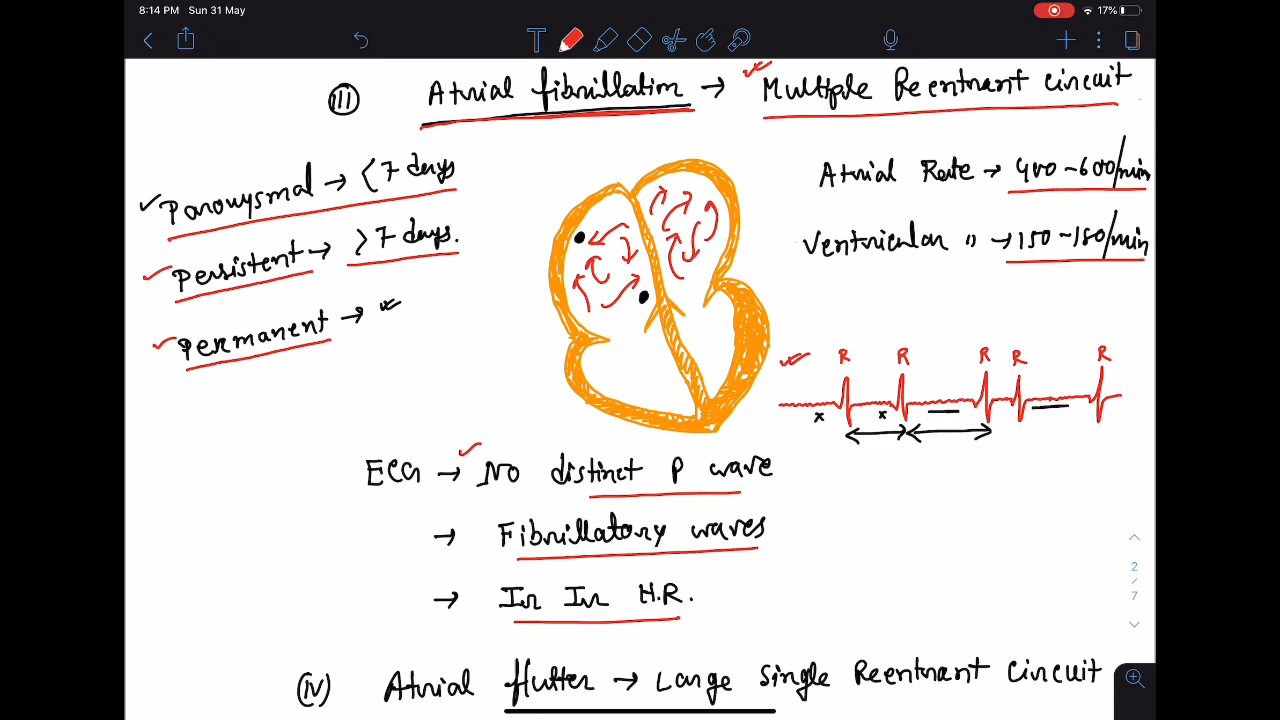 8:14 PM Sun 31 May
17%
(III) Atrial fibrillation → Multiple Reentrant circuit
Paroxysmal → < 7 days
Persistent → > 7 days.
Permanent →
Atrial Rate → 400-600/min
Ventricular " → 150-180/min
R R R R R
x x
ECG → No distinct P wave
→ Fibrillatory waves
→ Irr Irr H.R.
2/7
(iv) Atrial flutter → Large single Reentrant circuit